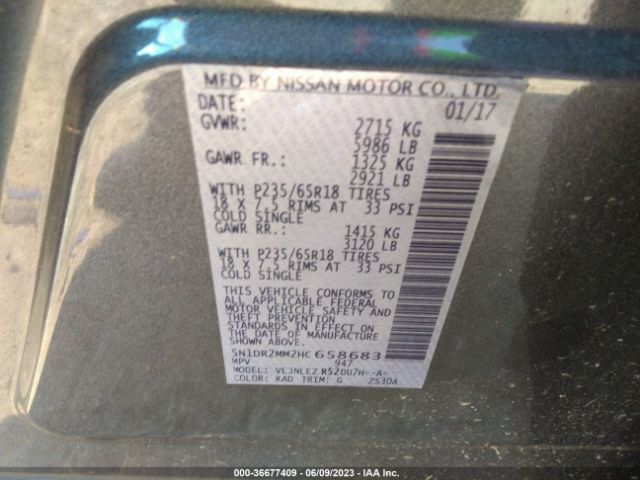 MFD BY NISSAN MOTOR CO., LTD.
DATE: 01/17
GVWR: 2715 KG
5986 LB
GAWR FR.: 1325 KG
2921 LB
WITH P235/65R18 TIRES
18 X 7.5 RIMS AT 33 PSI
COLD SINGLE
GAWR RR.: 1415 KG
3120 LB
WITH P235/65R18 TIRES
18 X 7.5 RIMS AT 33 PSI
COLD SINGLE
THIS VEHICLE CONFORMS TO
ALL APPLICABLE FEDERAL
MOTOR VEHICLE SAFETY AND
THEFT PREVENTION
STANDARDS IN EFFECT ON
THE DATE OF MANUFACTURE
SHOWN ABOVE.
5N1DR2MM2HC658683
MPV 947
MODEL: VLJNLEZ R52DU7H--A-
COLOR: KAD TRIM: G 2S30A
000-36677409 - 06/09/2023 - IAA Inc.